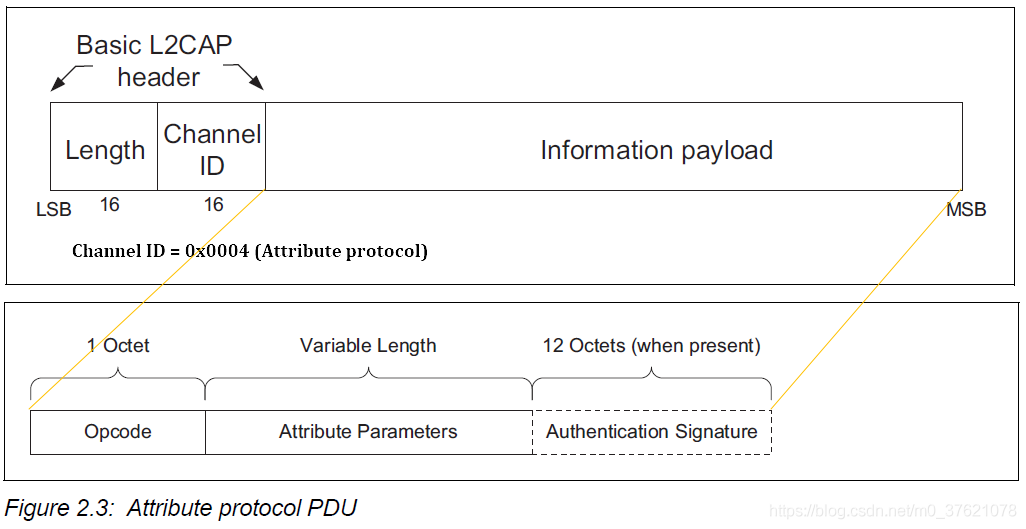 Basic L2CAP
header
Length
Channel
ID
Information payload
LSB
16
16
MSB
Channel ID = 0x0004 (Attribute protocol)
1 Octet
Variable Length
12 Octets (when present)
Opcode
Attribute Parameters
Authentication Signature
Figure 2.3: Attribute protocol PDU
https://blog.csdn.net/m0_37621078